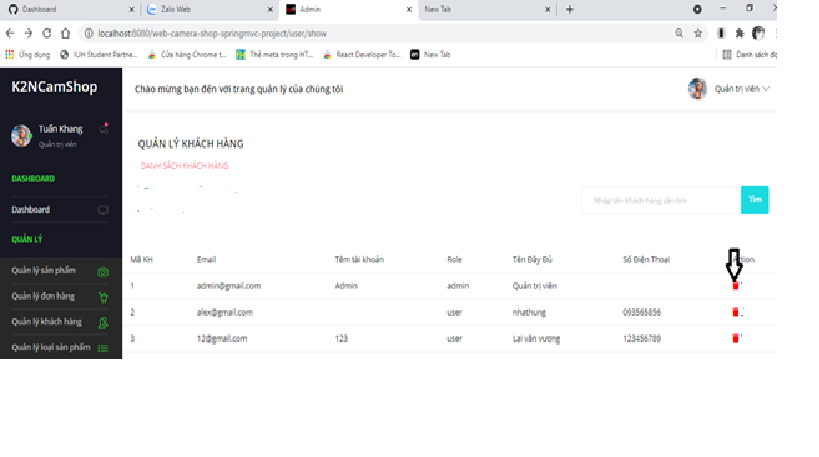 Dashboard
Zalo Web
Admin
New Tab
localhost:8080/web-camera-shop-springmvc-project/user/show
Ứng dụng
IUH Student Partne...
Cửa hàng Chrome t...
Thẻ meta trong HT...
React Developer To...
New Tab
Danh sách đọ
K2NCamShop
Chào mừng bạn đến với trang quản lý của chúng tôi
Quản trị viên
Tuấn Khang
Quản trị viên
QUẢN LÝ KHÁCH HÀNG
DANH SÁCH KHÁCH HÀNG
DASHBOARD
Nhập tên khách hàng cần tìm
Tìm
Dashboard
QUẢN LÝ
Mã KH Email Tên tài khoản Role Tên Đầy Đủ Số Điện Thoại
Quản lý sản phẩm
1 admin@gmail.com Admin admin Quản trị viên
Quản lý đơn hàng
2 alex@gmail.com user nhathung 093565856
Quản lý khách hàng
3 12@gmail.com 123 user Lại văn vượng 123456789
Quản lý loại sản phẩm